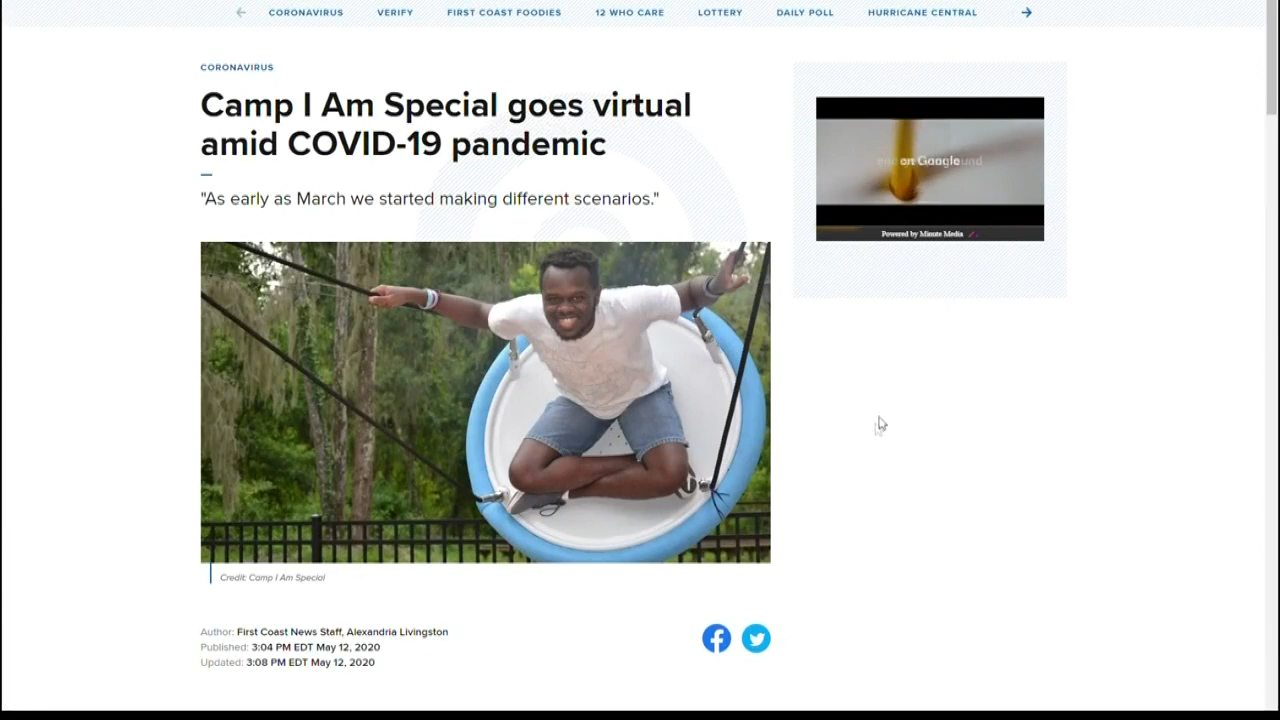 CORONAVIRUS VERIFY FIRST COAST FOODIES 12 WHO CARE LOTTERY DAILY POLL HURRICANE CENTRAL
CORONAVIRUS
Camp I Am Special goes virtual
amid COVID-19 pandemic
"As early as March we started making different scenarios."
on Google
Powered by Minute Media
Credit: Camp I Am Special
Author: First Coast News Staff, Alexandria Livingston
Published: 3:04 PM EDT May 12, 2020
Updated: 3:08 PM EDT May 12, 2020